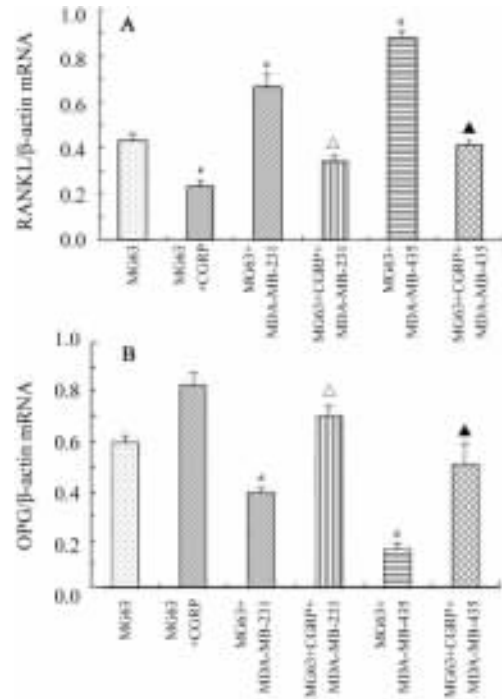 A
RANKL/β-actin mRNA
1.0
0.8
0.6
0.4
0.2
0.0
*
*
△
*
▲
MG63
MG63
+CGRP
MG63+
MDA-MB-231
MG63+CGRP+
MDA-MB-231
MG63+
MDA-MB-435
MG63+CGRP+
MDA-MB-435
B
OPG/β-actin mRNA
1.0
0.8
0.6
0.4
0.2
0.0
*
△
*
▲
MG63
MG63
+CGRP
MG63+
MDA-MB-231
MG63+CGRP+
MDA-MB-231
MG63+
MDA-MB-435
MG63+CGRP+
MDA-MB-435